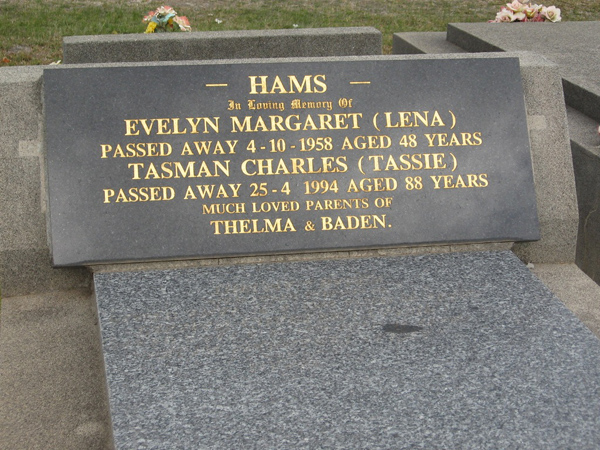 — HAMS —
In Loving Memory Of
EVELYN MARGARET (LENA)
PASSED AWAY 4-10-1958 AGED 48 YEARS
TASMAN CHARLES (TASSIE)
PASSED AWAY 25-4 1994 AGED 88 YEARS
MUCH LOVED PARENTS OF
THELMA & BADEN.